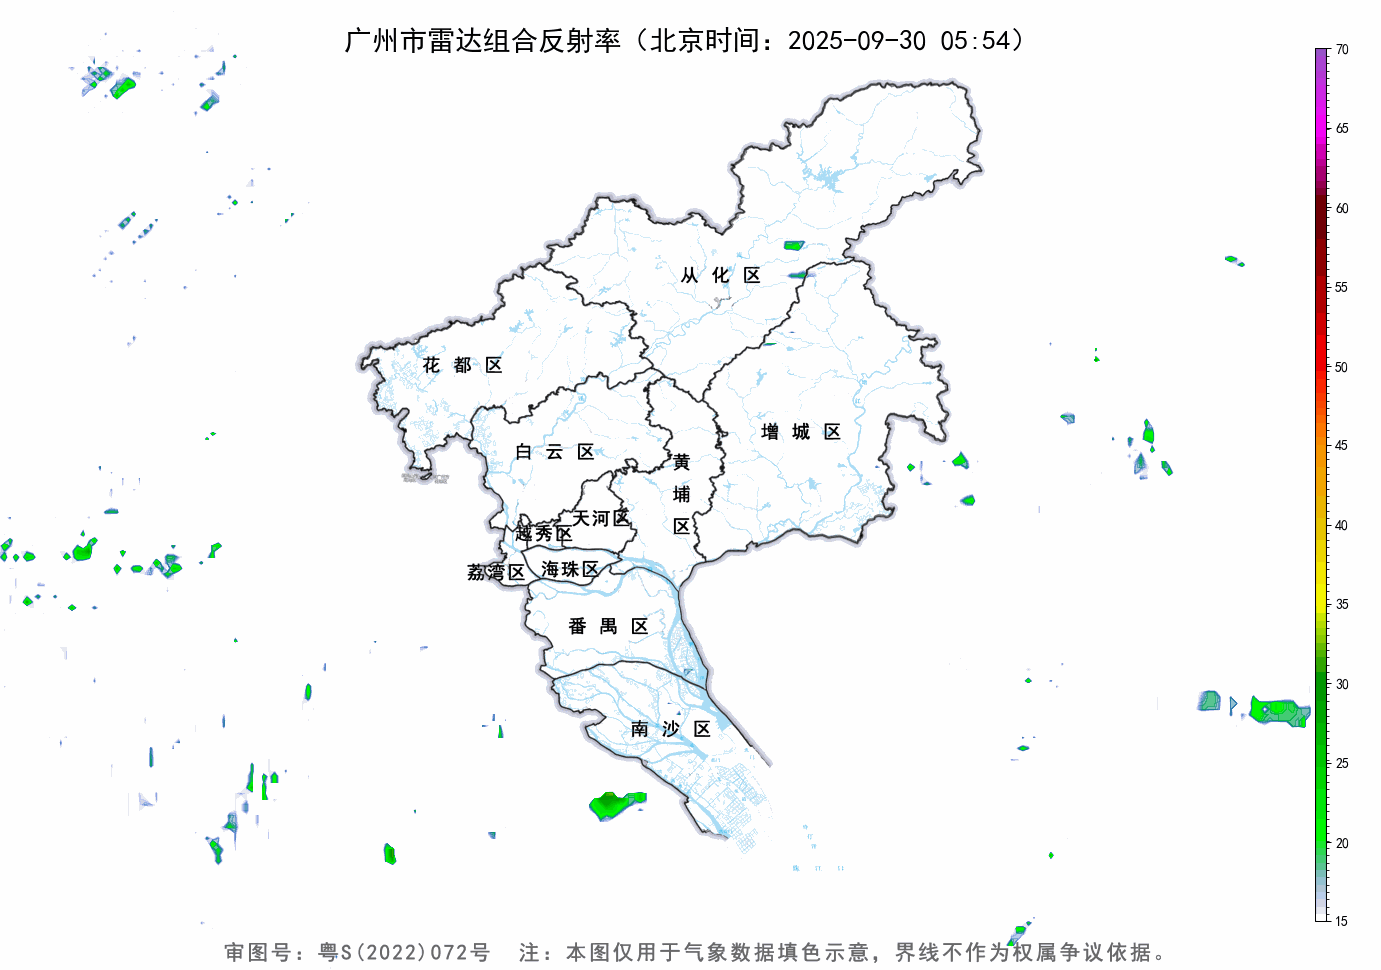 广州市雷达组合反射率（北京时间：2025-09-30 05:54）
70
65
60
55
50
45
40
35
30
25
20
15
从化区
花都区
增城区
白云区
黄埔区
天河区
越秀区
荔湾区
海珠区
番禺区
南沙区
审图号：粤S(2022)072号 注：本图仅用于气象数据填色示意，界线不作为权属争议依据。